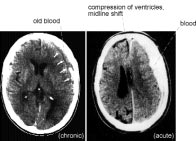 compression of ventricles,
midline shift
old blood
blood
(chronic)
(acute)